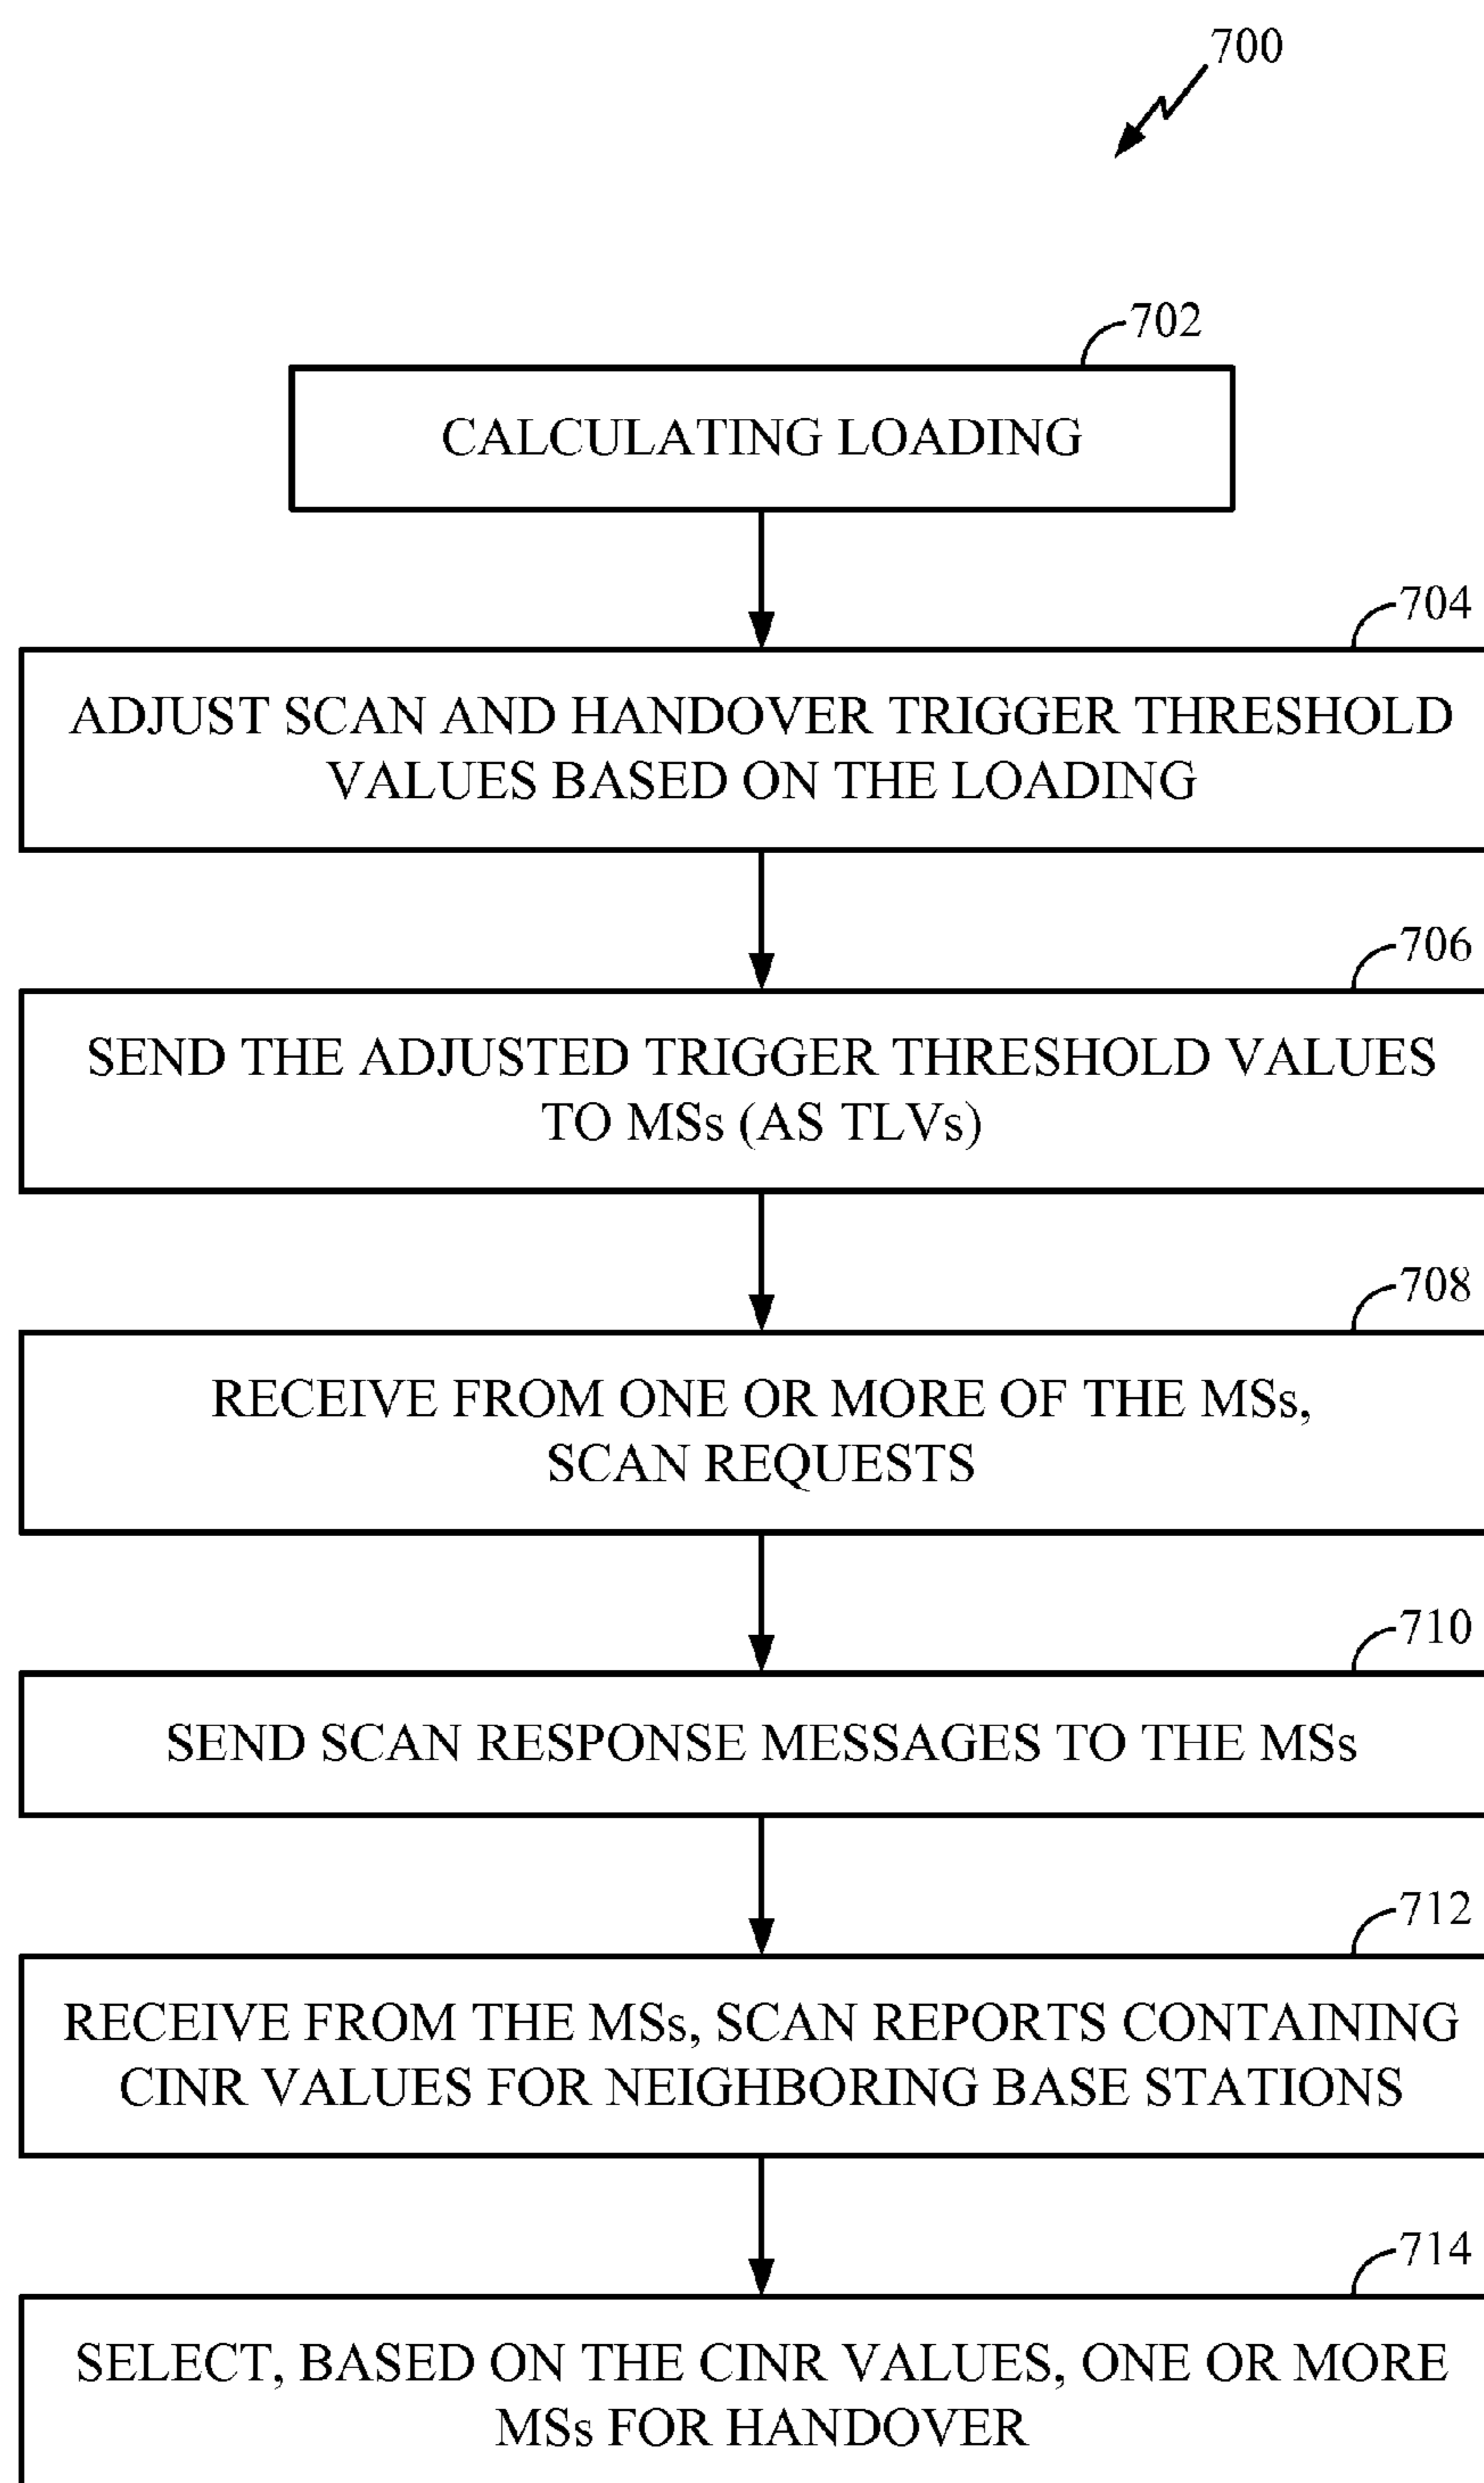 700
702
CALCULATING LOADING
704
ADJUST SCAN AND HANDOVER TRIGGER THRESHOLD
VALUES BASED ON THE LOADING
706
SEND THE ADJUSTED TRIGGER THRESHOLD VALUES
TO MSs (AS TLVs)
708
RECEIVE FROM ONE OR MORE OF THE MSs,
SCAN REQUESTS
710
SEND SCAN RESPONSE MESSAGES TO THE MSs
712
RECEIVE FROM THE MSs, SCAN REPORTS CONTAINING
CINR VALUES FOR NEIGHBORING BASE STATIONS
714
SELECT, BASED ON THE CINR VALUES, ONE OR MORE
MSs FOR HANDOVER